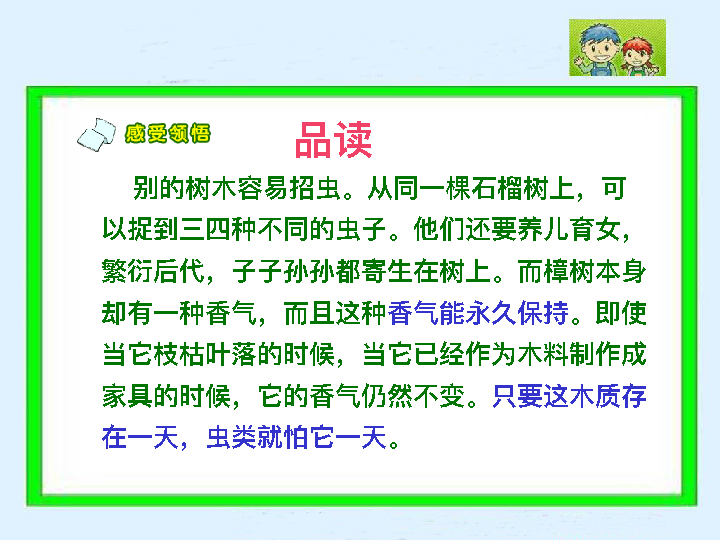 感受领悟
品读
别的树木容易招虫。从同一棵石榴树上，可
以捉到三四种不同的虫子。他们还要养儿育女，
繁衍后代，子子孙孙都寄生在树上。而樟树本身
却有一种香气，而且这种香气能永久保持。即使
当它枝枯叶落的时候，当它已经作为木料制作成
家具的时候，它的香气仍然不变。只要这木质存
在一天，虫类就怕它一天。